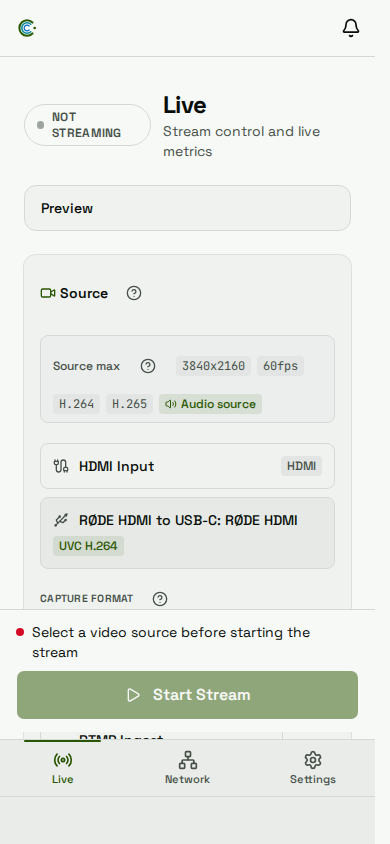 NOT
STREAMING
Live
Stream control and live
metrics
Preview
Source
Source max
3840x2160
60fps
H.264
H.265
Audio source
HDMI Input
HDMI
RØDE HDMI to USB-C: RØDE HDMI
UVC H.264
CAPTURE FORMAT
Select a video source before starting the
stream
Start Stream
RTMP Ingest
Live
Network
Settings